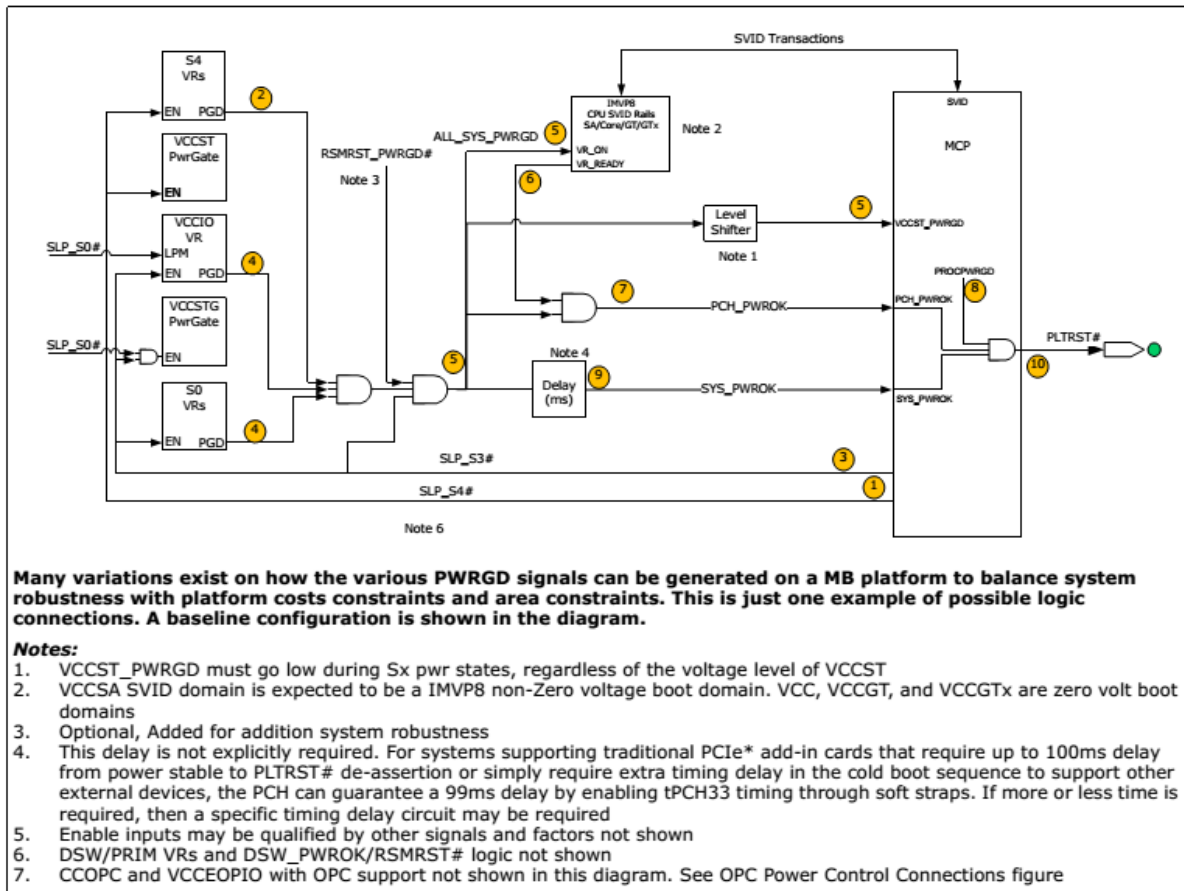 SVID Transactions
S4
VRs
EN PGD
2
VCCST
PwrGate
EN
RSMRST_PWRGD#
Note 3
ALL_SYS_PWRGD
5
IMVP8
CPU SVID Rails
SA/Core/GT/GTx
VR_ON
VR_READY
Note 2
6
SVID
MCP
VCCIO
VR
LPM
EN PGD
SLP_S0#
4
Level
Shifter
Note 1
5
VCCST_PWRGD
PROCPWRGD
8
VCCSTG
PwrGate
EN
SLP_S0#
7
PCH_PWROK
PCH_PWROK
PLTRST#
10
S0
VRs
EN PGD
4
5
Note 4
Delay
(ms)
9
SYS_PWROK
SYS_PWROK
SLP_S3#
3
SLP_S4#
1
Note 6
Many variations exist on how the various PWRGD signals can be generated on a MB platform to balance system
robustness with platform costs constraints and area constraints. This is just one example of possible logic
connections. A baseline configuration is shown in the diagram.
Notes:
1. VCCST_PWRGD must go low during Sx pwr states, regardless of the voltage level of VCCST
2. VCCSA SVID domain is expected to be a IMVP8 non-Zero voltage boot domain. VCC, VCCGT, and VCCGTx are zero volt boot
domains
3. Optional, Added for addition system robustness
4. This delay is not explicitly required. For systems supporting traditional PCIe* add-in cards that require up to 100ms delay
from power stable to PLTRST# de-assertion or simply require extra timing delay in the cold boot sequence to support other
external devices, the PCH can guarantee a 99ms delay by enabling tPCH33 timing through soft straps. If more or less time is
required, then a specific timing delay circuit may be required
5. Enable inputs may be qualified by other signals and factors not shown
6. DSW/PRIM VRs and DSW_PWROK/RSMRST# logic not shown
7. CCOPC and VCCEOPIO with OPC support not shown in this diagram. See OPC Power Control Connections figure